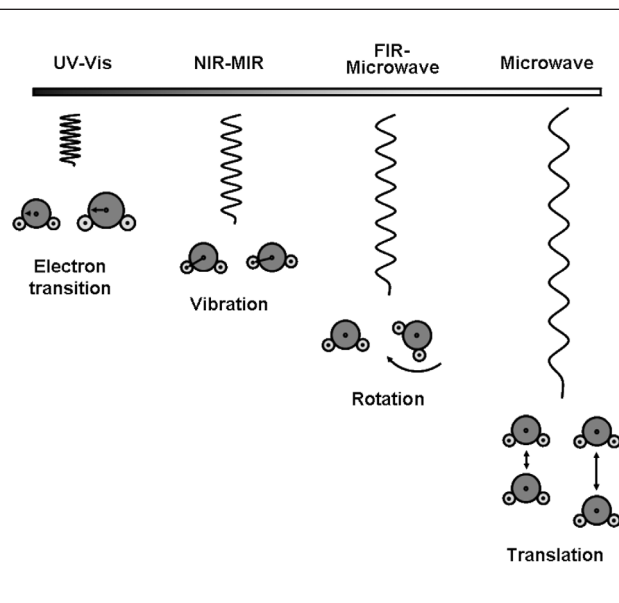 UV-Vis
NIR-MIR
FIR-
Microwave
Microwave
Electron
transition
Vibration
Rotation
Translation